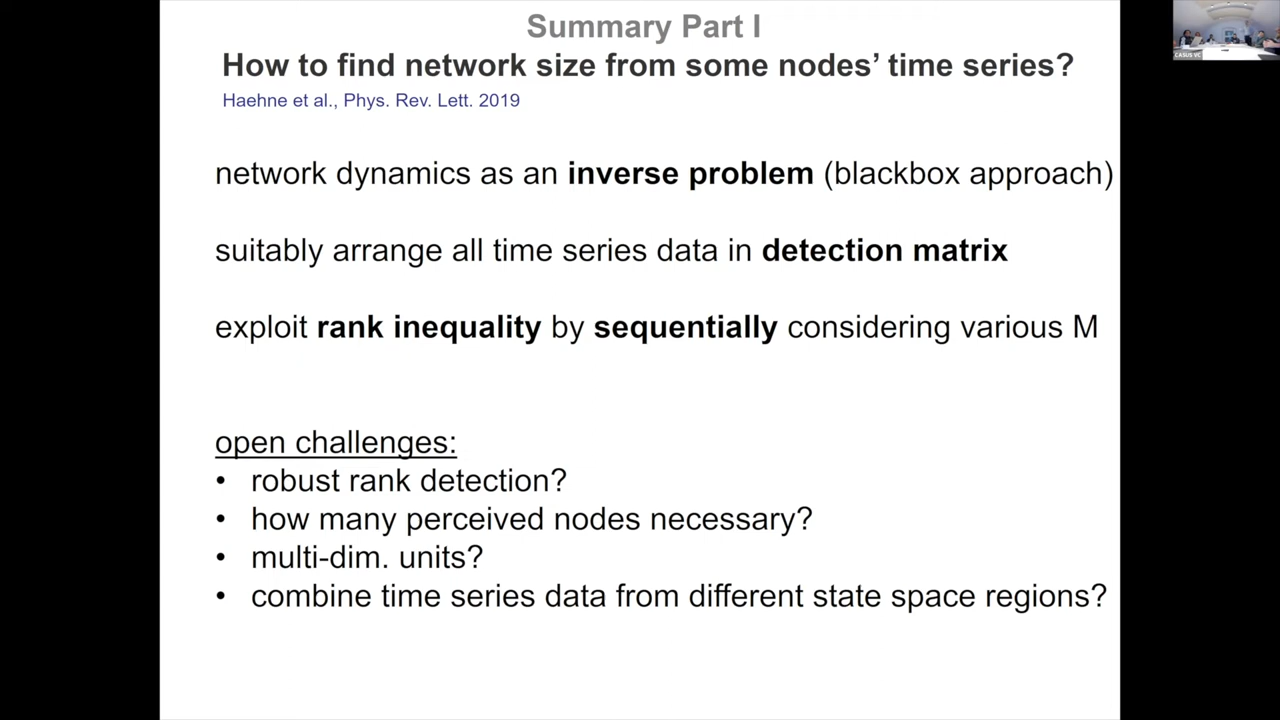 Summary Part I
How to find network size from some nodes' time series?
Haehne et al., Phys. Rev. Lett. 2019
network dynamics as an inverse problem (blackbox approach)
suitably arrange all time series data in detection matrix
exploit rank inequality by sequentially considering various M
open challenges:
• robust rank detection?
• how many perceived nodes necessary?
• multi-dim. units?
• combine time series data from different state space regions?
CASUS VC